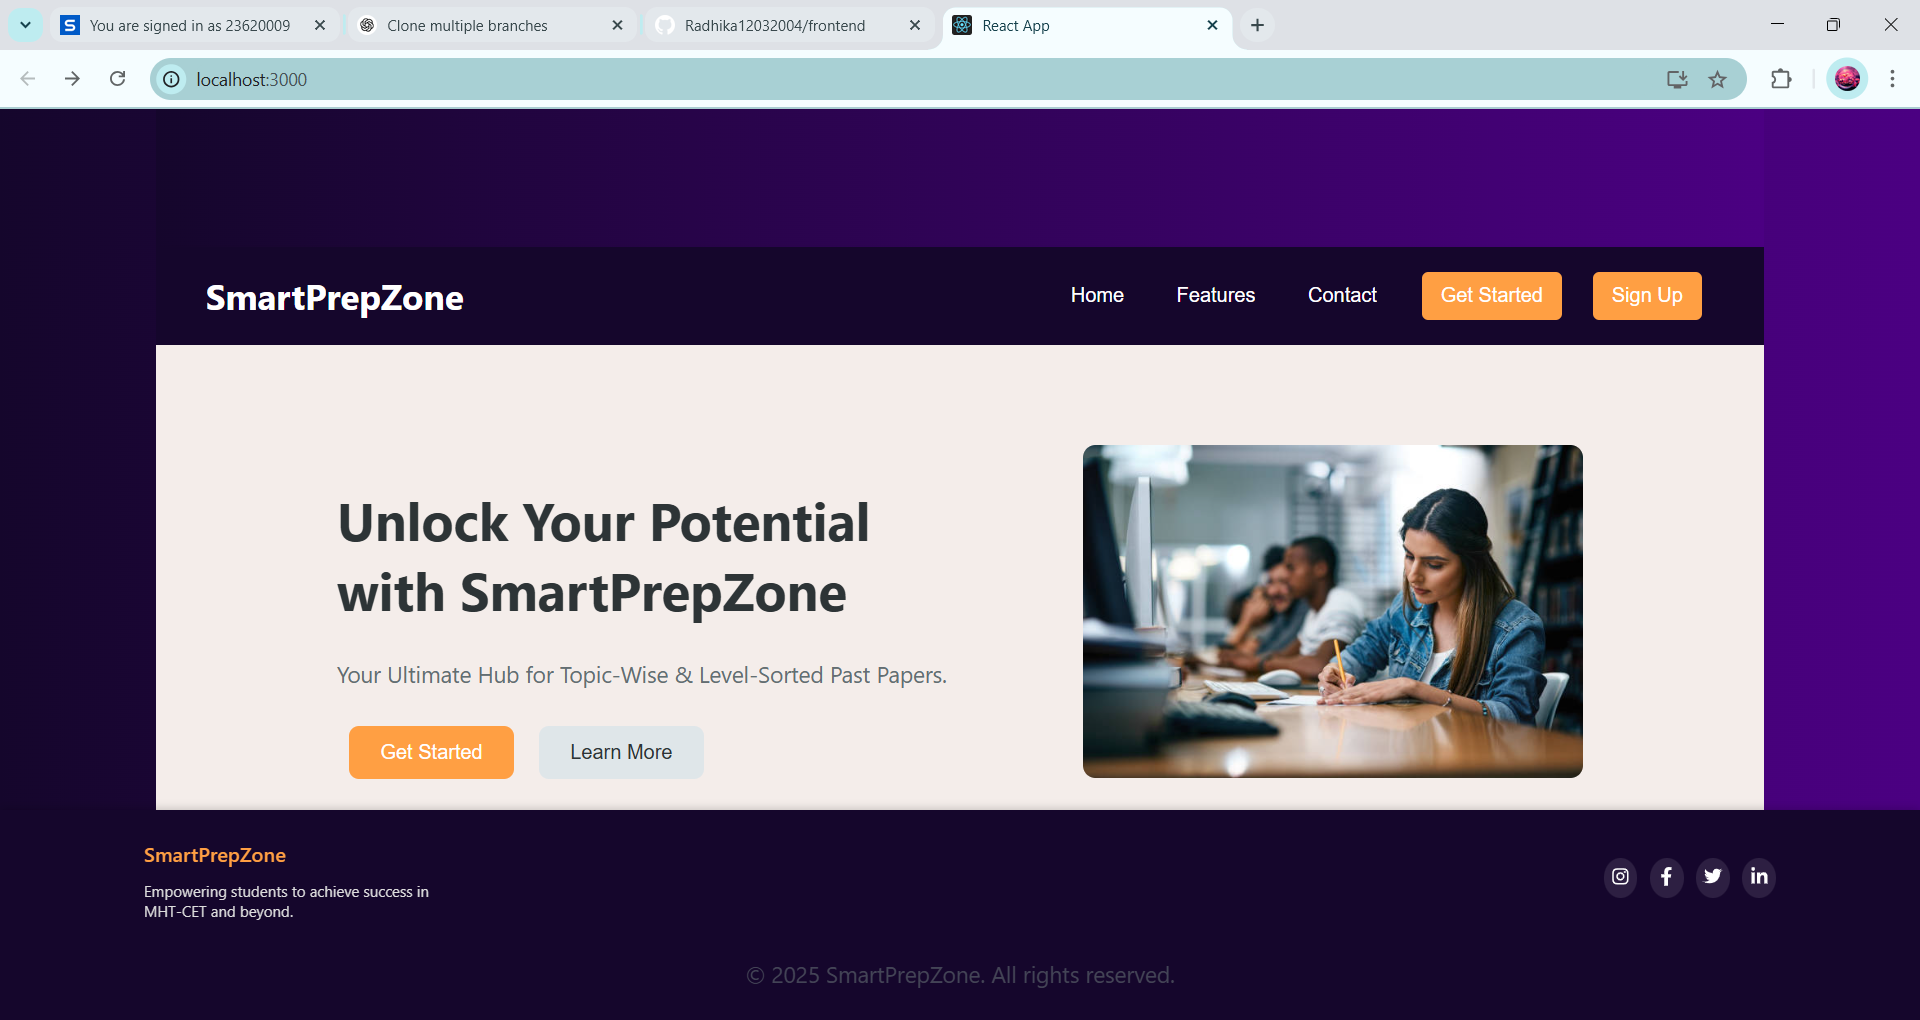 You are signed in as 23620009
Clone multiple branches
Radhika12032004/frontend
React App
localhost:3000
SmartPrepZone
Home
Features
Contact
Get Started
Sign Up
Unlock Your Potential
with SmartPrepZone
Your Ultimate Hub for Topic-Wise & Level-Sorted Past Papers.
Get Started
Learn More
SmartPrepZone
Empowering students to achieve success in
MHT-CET and beyond.
© 2025 SmartPrepZone. All rights reserved.